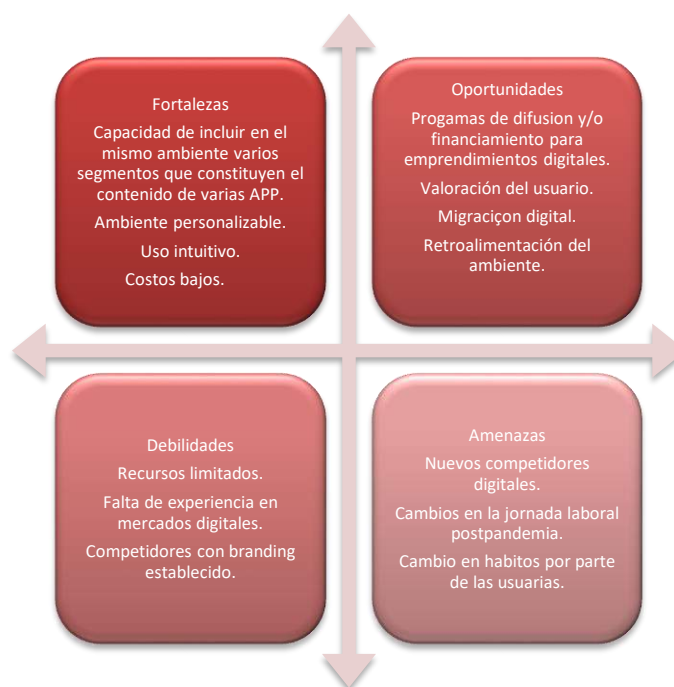 Fortalezas
Capacidad de incluir en el
mismo ambiente varios
segmentos que constituyen el
contenido de varias APP.
Ambiente personalizable.
Uso intuitivo.
Costos bajos.
Oportunidades
Progamas de difusion y/o
financiamiento para
emprendimientos digitales.
Valoración del usuario.
Migraciçon digital.
Retroalimentación del
ambiente.
Debilidades
Recursos limitados.
Falta de experiencia en
mercados digitales.
Competidores con branding
establecido.
Amenazas
Nuevos competidores
digitales.
Cambios en la jornada laboral
postpandemia.
Cambio en habitos por parte
de las usuarias.